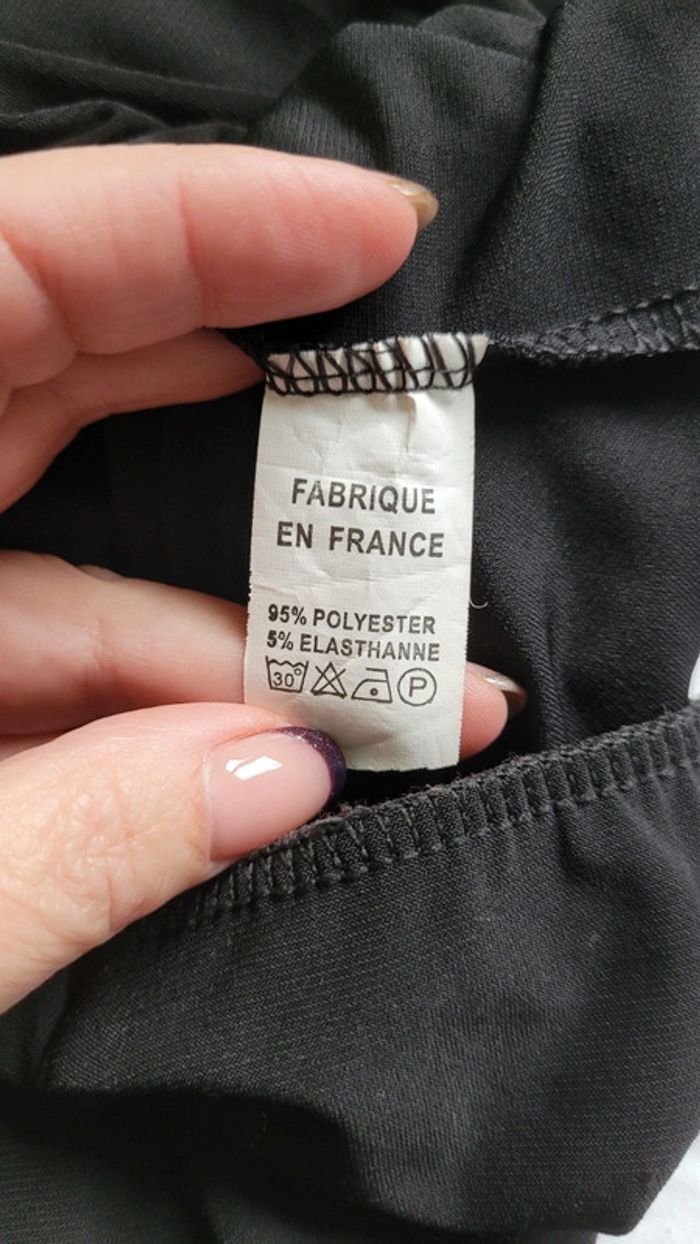 FABRIQUE
EN FRANCE
95% POLYESTER
5% ELASTHANNE
30° P